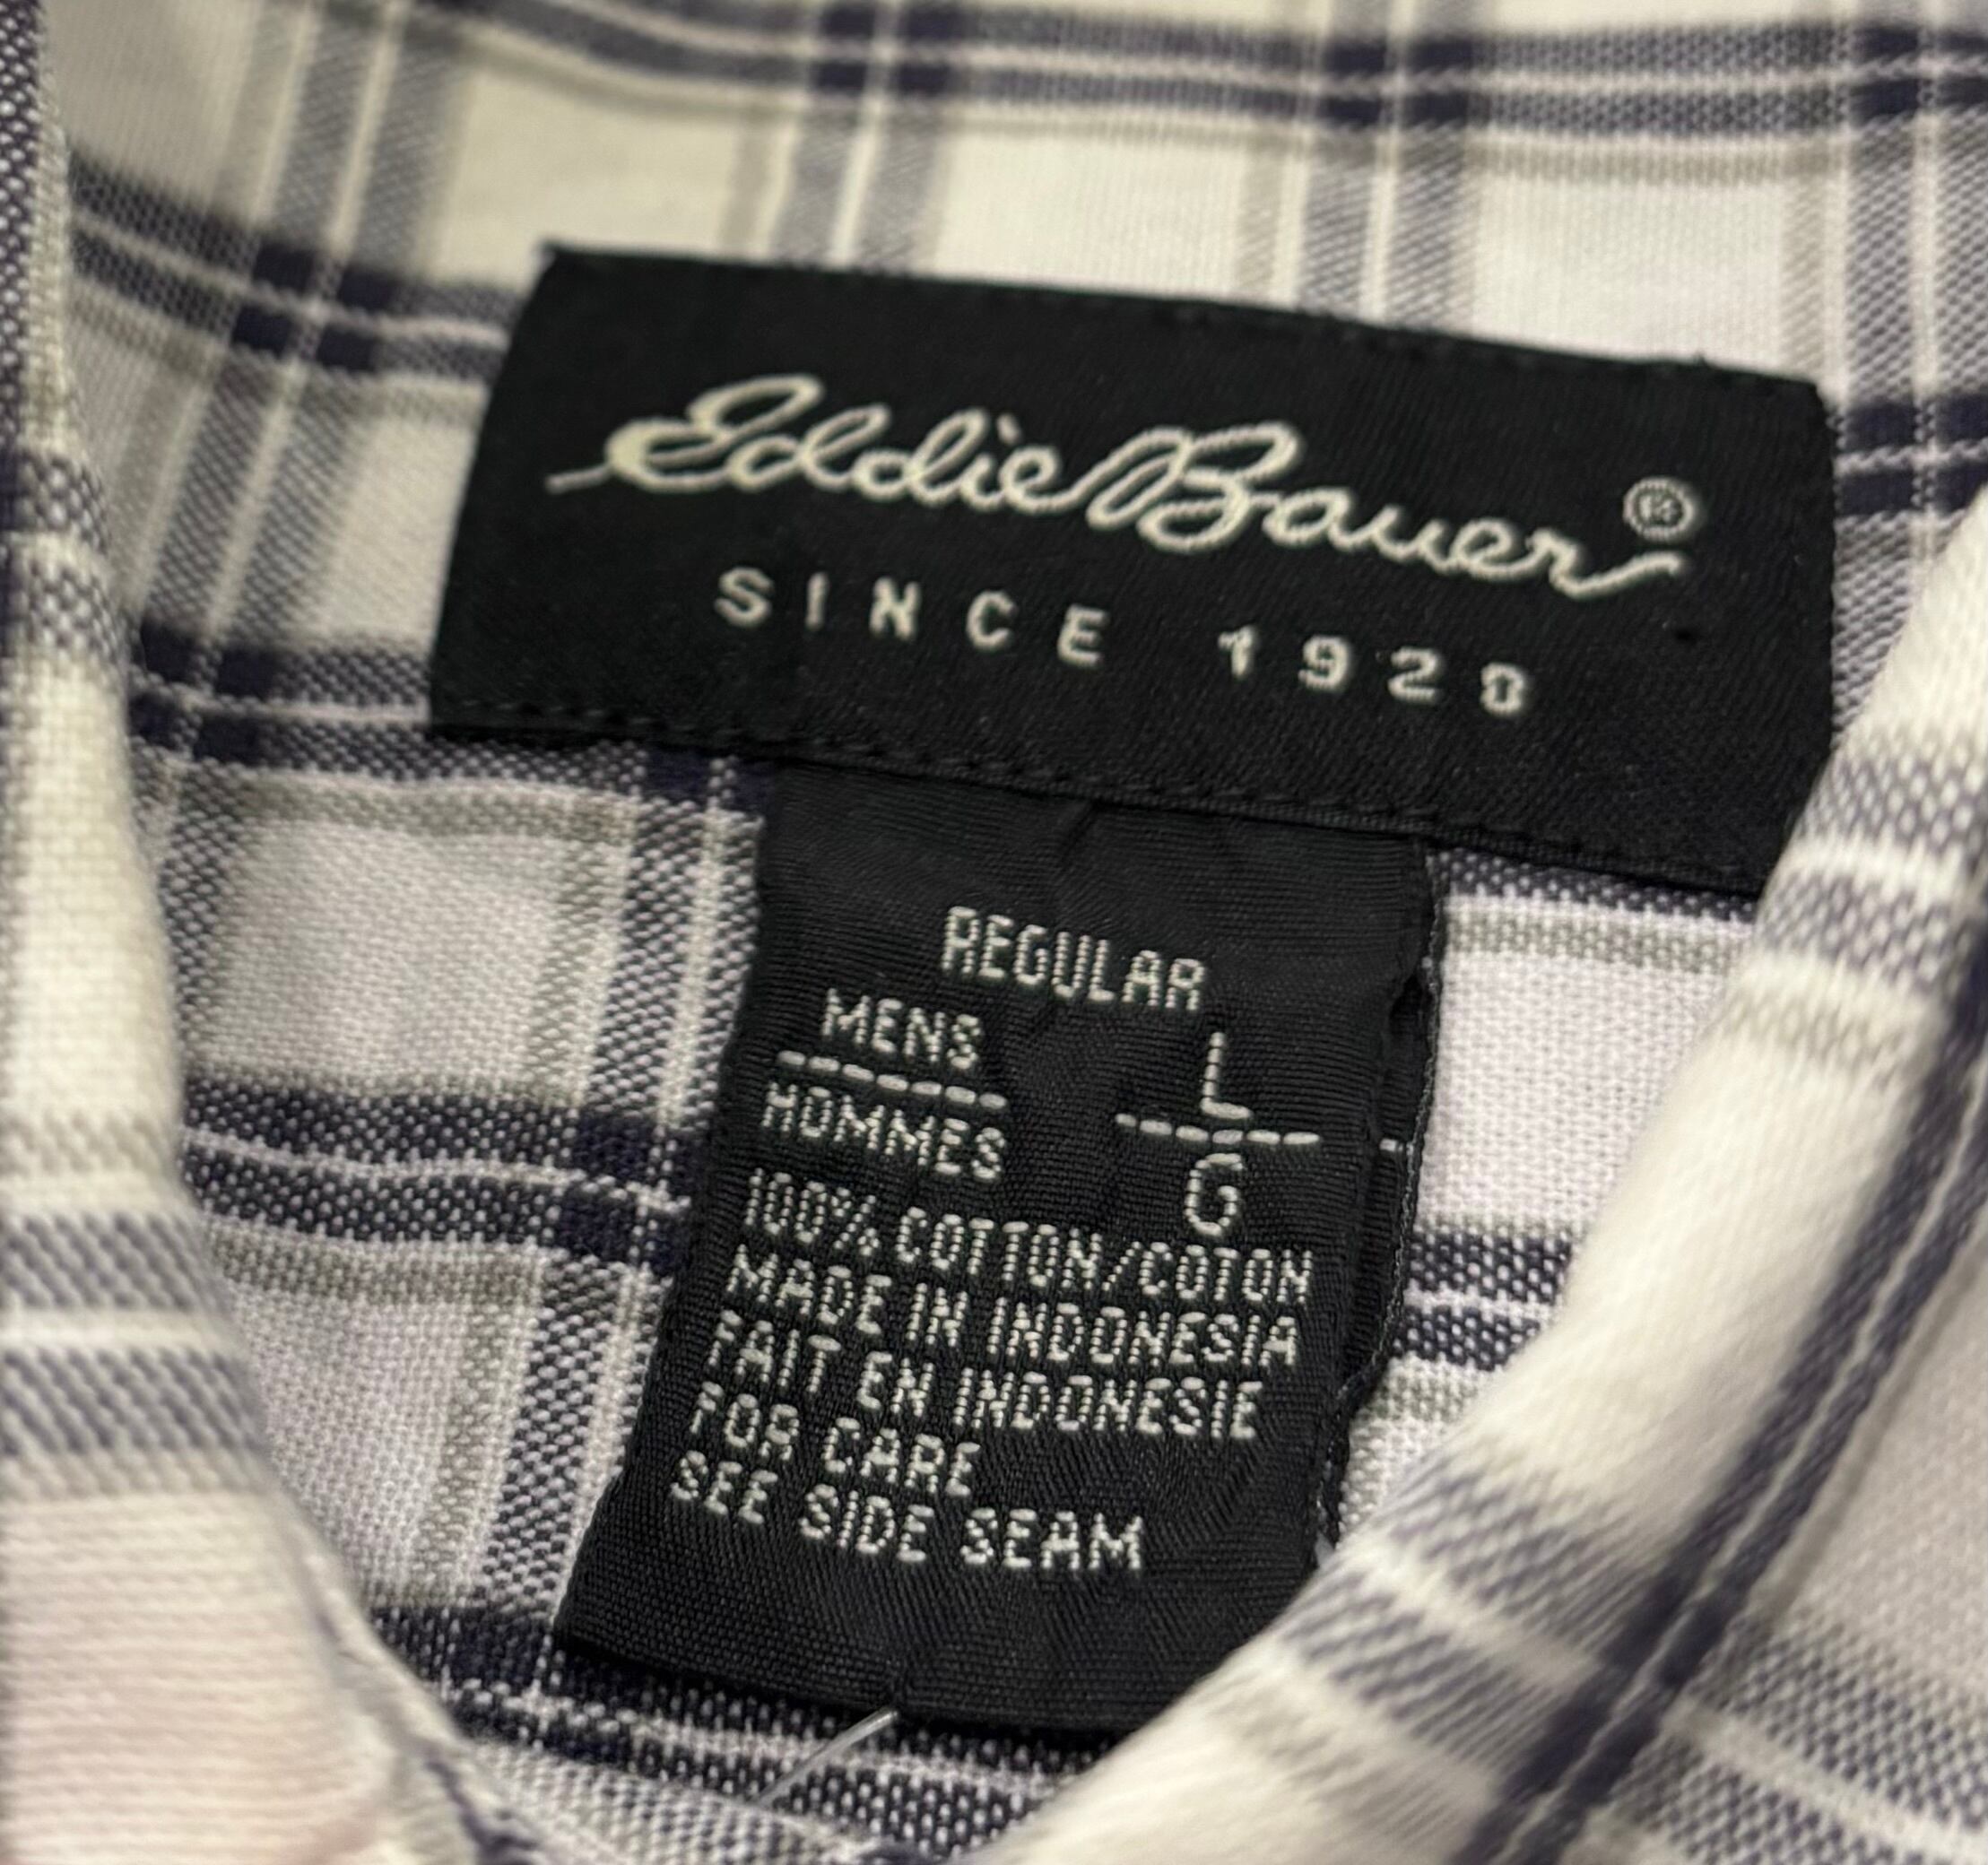 Eddie Bauer®
SINCE 1920
REGULAR
MENS L
HOMMES G
100% COTTON/COTON
MADE IN INDONESIA
FAIT EN INDONESIE
FOR CARE
SEE SIDE SEAM